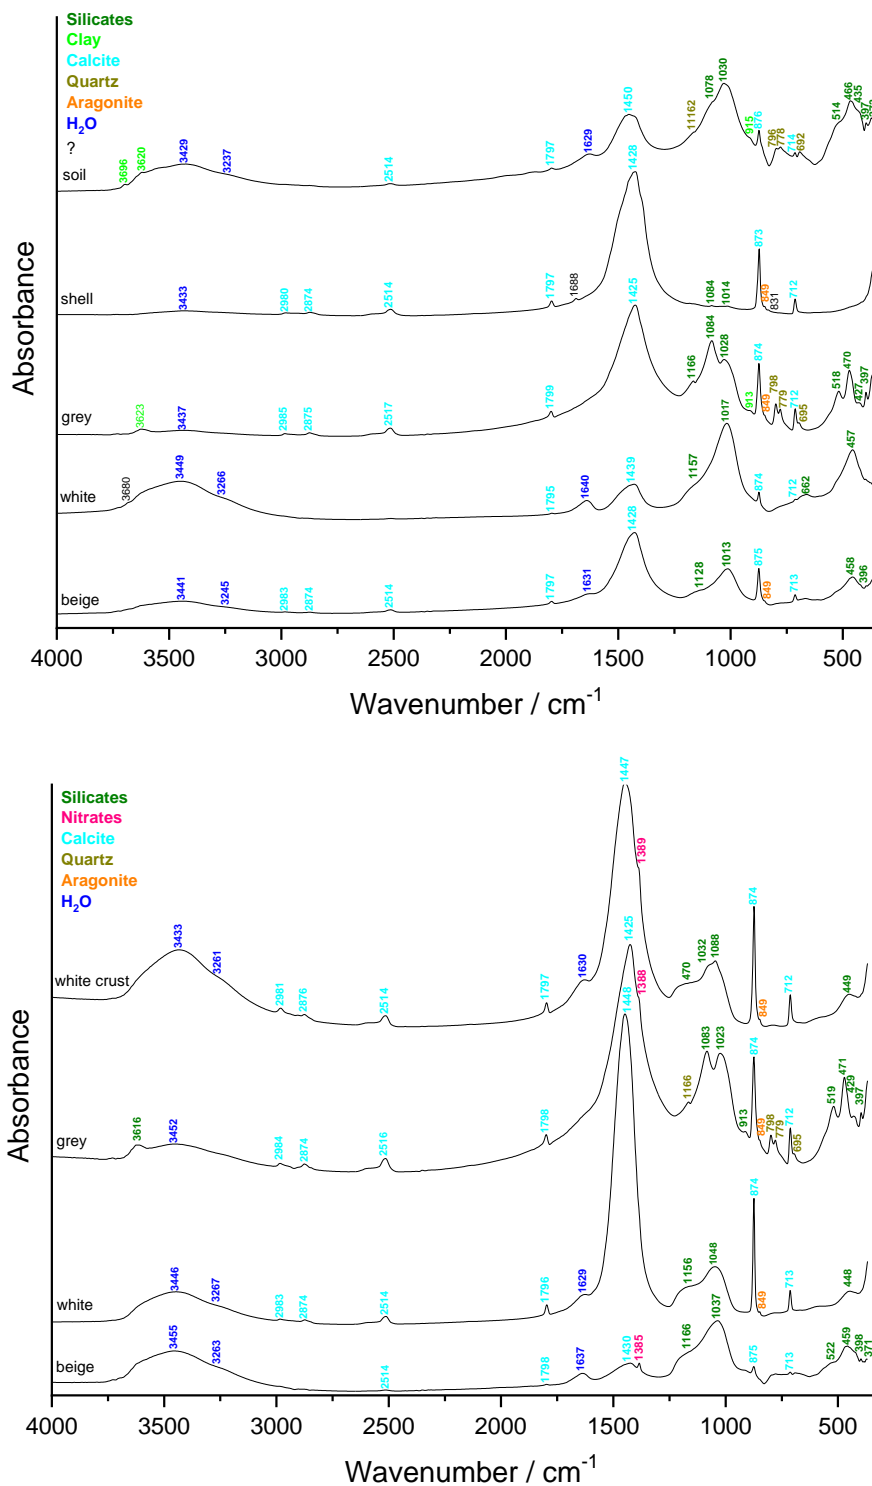 Silicates
Clay
Calcite
Quartz
Aragonite
H2O
?
soil
3696 3620 3429 3237 2514 1797 1629 1450 11162 1078 1030 915 876 796 778 714 692 514 466 435 397
shell
3433 2980 2874 2514 1797 1688 1428 1084 1014 873 849 831 712
grey
3623 3437 2985 2875 2517 1799 1425 1166 1084 1028 913 874 849 798 779 712 695 518 470 427 397
white
3680 3449 3266 1795 1640 1439 1157 1017 874 712 662 457
beige
3441 3245 2983 2874 2514 1797 1631 1428 1128 1013 875 849 713 458 396
4000 3500 3000 2500 2000 1500 1000 500
Absorbance
Wavenumber / cm-1
Silicates
Nitrates
Calcite
Quartz
Aragonite
H2O
white crust
3433 3261 2981 2876 2514 1797 1630 1447 1389 470 1032 1088 874 849 712 449
grey
3616 3452 2984 2874 2516 1798 1425 1388 1166 1083 1023 913 874 849 798 779 712 695 519 471 429 397
white
3446 3267 2983 2874 2514 1796 1629 1448 1156 1048 874 849 713 448
beige
3455 3263 2514 1798 1637 1430 1385 1166 1037 875 713 522 459 398 371
4000 3500 3000 2500 2000 1500 1000 500
Absorbance
Wavenumber / cm-1